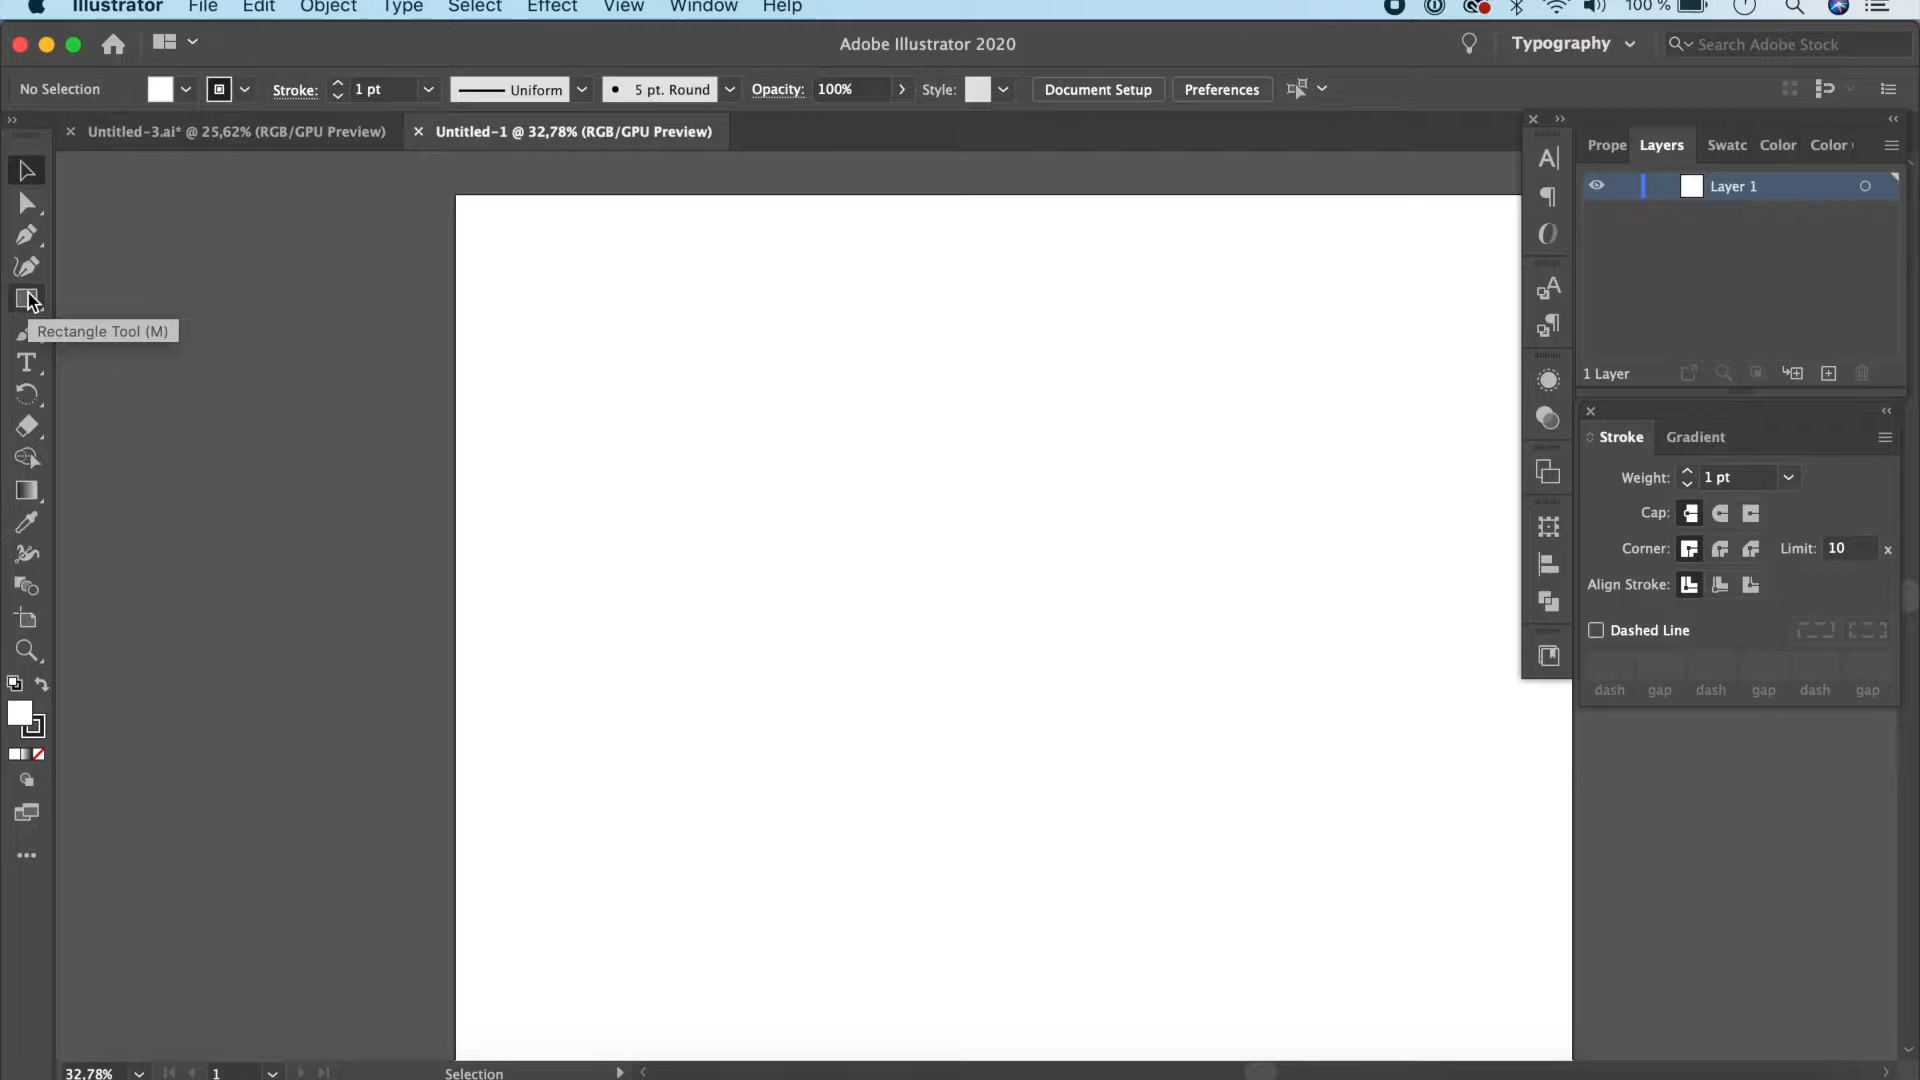 Illustrator File Edit Object Type Select Effect View Window Help 100 %
Adobe Illustrator 2020 Typography Search Adobe Stock
No Selection Stroke: 1 pt Uniform 5 pt. Round Opacity: 100% Style: Document Setup Preferences
Untitled-3.ai* @ 25,62% (RGB/GPU Preview) Untitled-1 @ 32,78% (RGB/GPU Preview)
Prope Layers Swatc Color Color
Layer 1
Rectangle Tool (M)
1 Layer
Stroke Gradient
Weight: 1 pt
Cap:
Corner: Limit: 10 x
Align Stroke:
Dashed Line
dash gap dash gap dash gap
32,78% 1 Selection